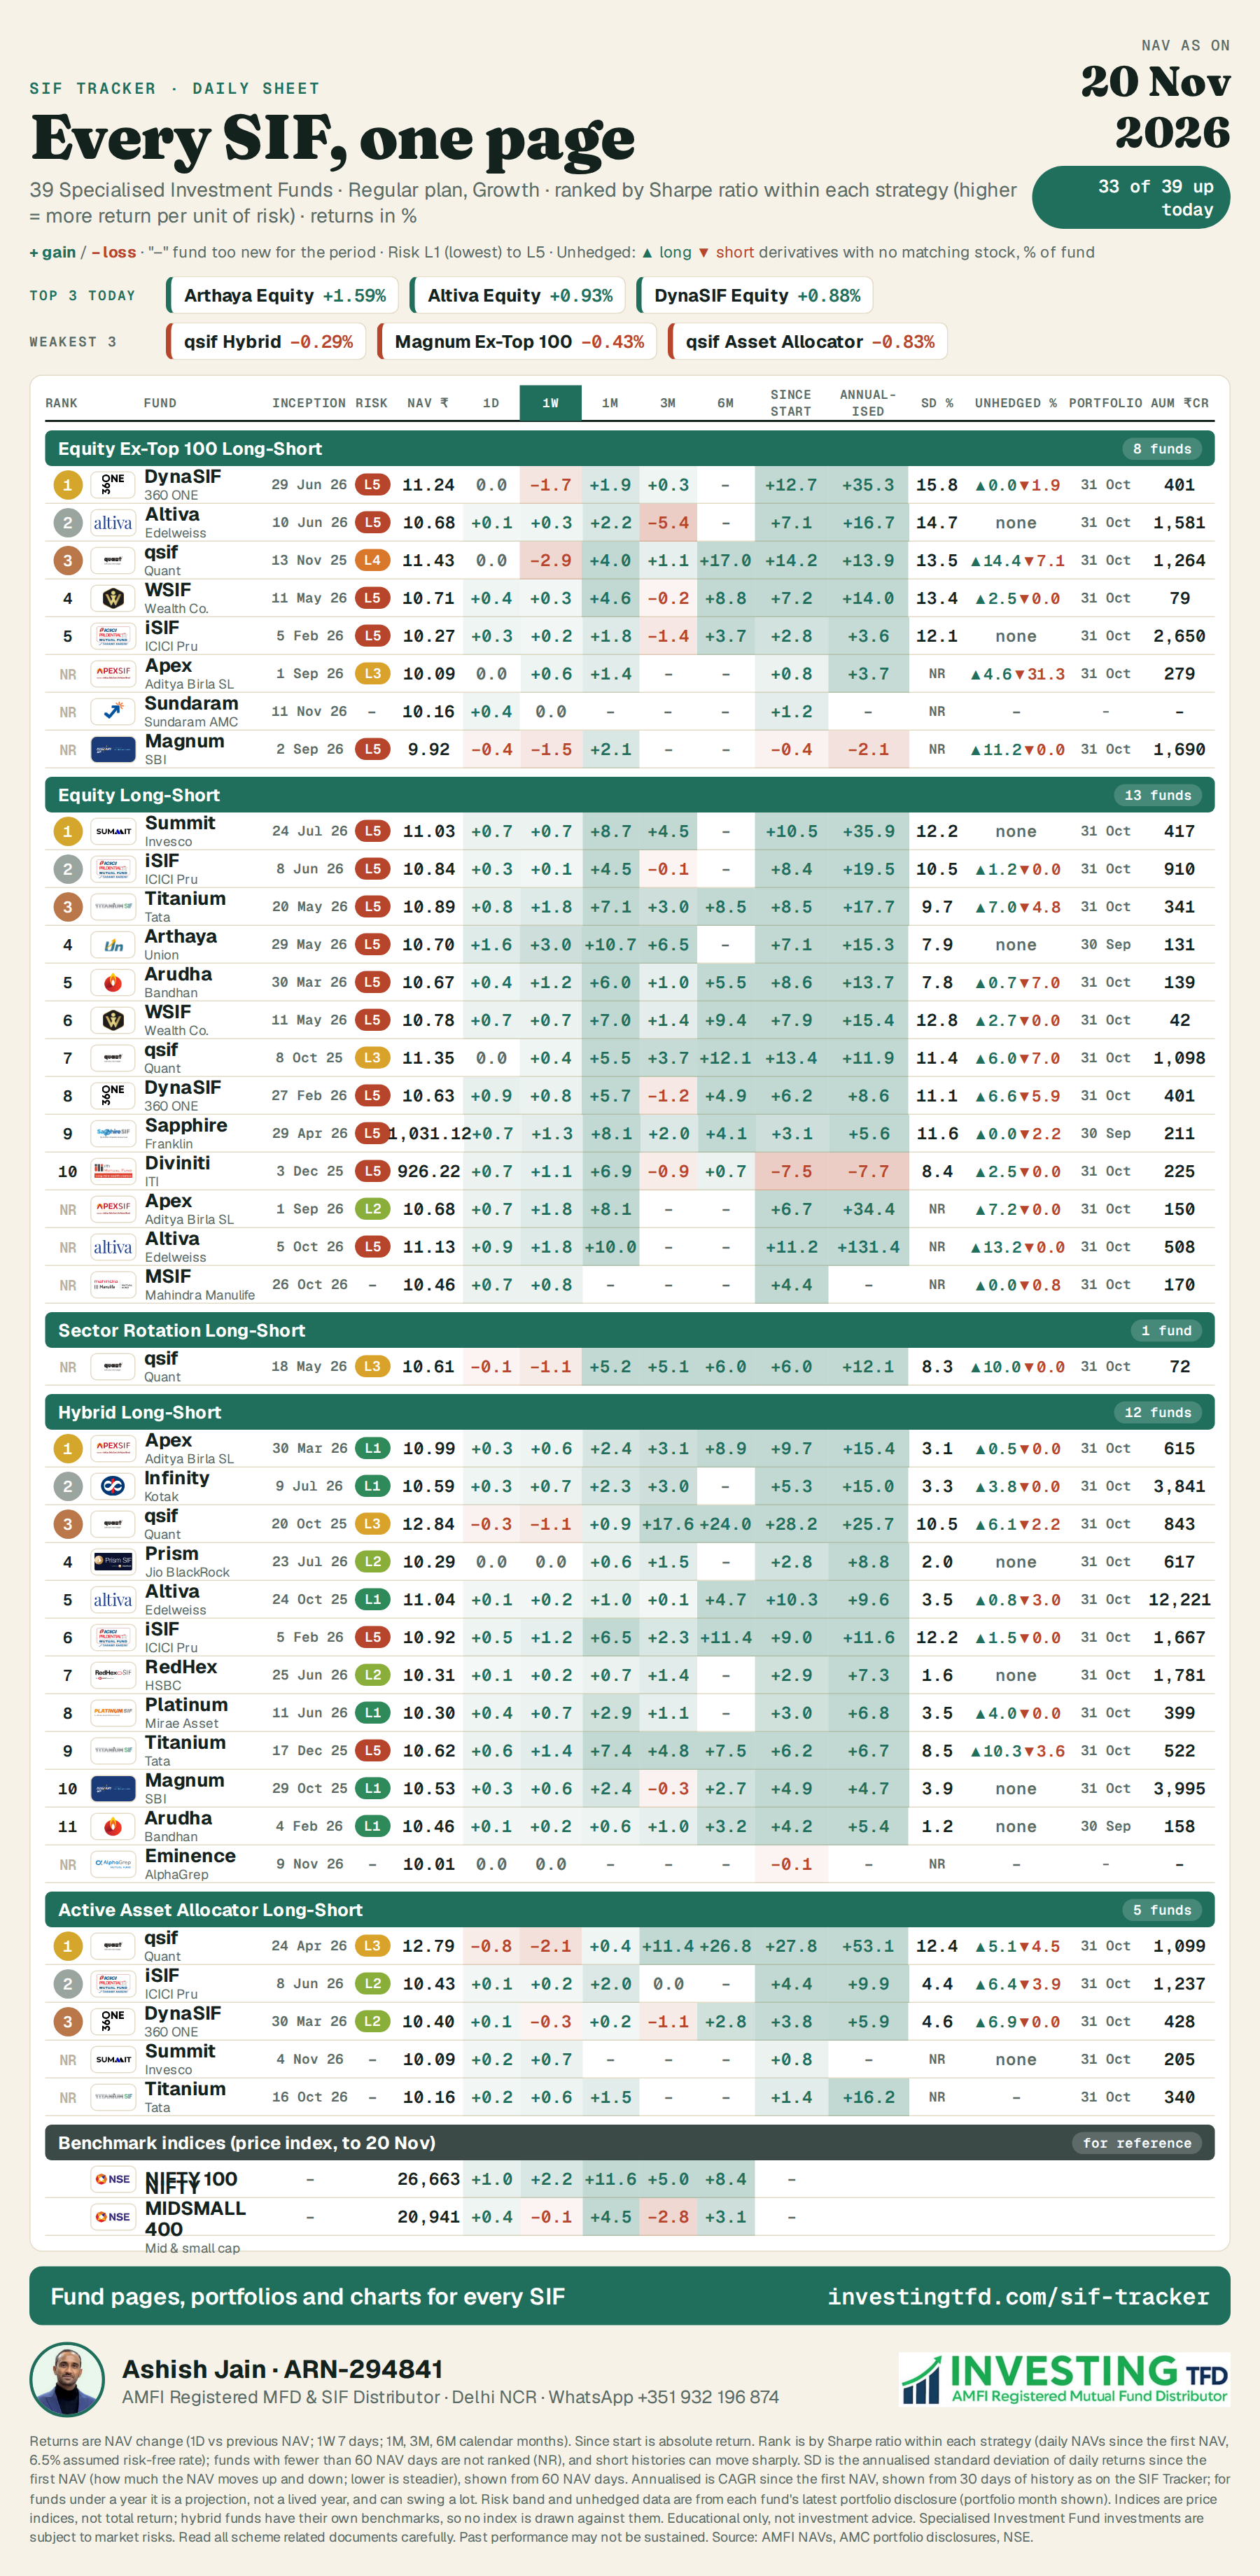 NAV AS ON
20 Nov
2026
SIF TRACKER · DAILY SHEET
Every SIF, one page
39 Specialised Investment Funds · Regular plan, Growth · ranked by Sharpe ratio within each strategy (higher
= more return per unit of risk) · returns in %
33 of 39 up
today
+ gain / − loss · "–" fund too new for the period · Risk L1 (lowest) to L5 · Unhedged: ▲ long ▼ short derivatives with no matching stock, % of fund
TOP 3 TODAY Arthaya Equity +1.59% Altiva Equity +0.93% DynaSIF Equity +0.88%
WEAKEST 3 qsif Hybrid −0.29% Magnum Ex-Top 100 −0.43% qsif Asset Allocator −0.83%
RANK FUND INCEPTION RISK NAV ₹ 1D 1W 1M 3M 6M SINCE START ANNUAL-ISED SD % UNHEDGED % PORTFOLIO AUM ₹CR
Equity Ex-Top 100 Long-Short 8 funds
1 360 ONE DynaSIF 29 Jun 26 L5 11.24 0.0 −1.7 +1.9 +0.3 – +12.7 +35.3 15.8 ▲0.0▼1.9 31 Oct 401
360 ONE
2 altiva Altiva 10 Jun 26 L5 10.68 +0.1 +0.3 +2.2 −5.4 – +7.1 +16.7 14.7 none 31 Oct 1,581
Edelweiss
3 qsif 13 Nov 25 L4 11.43 0.0 −2.9 +4.0 +1.1 +17.0 +14.2 +13.9 13.5 ▲14.4▼7.1 31 Oct 1,264
Quant
4 WSIF 11 May 26 L5 10.71 +0.4 +0.3 +4.6 −0.2 +8.8 +7.2 +14.0 13.4 ▲2.5▼0.0 31 Oct 79
Wealth Co.
5 iSIF 5 Feb 26 L5 10.27 +0.3 +0.2 +1.8 −1.4 +3.7 +2.8 +3.6 12.1 none 31 Oct 2,650
ICICI Pru
NR APEXSIF Apex 1 Sep 26 L3 10.09 0.0 +0.6 +1.4 – – +0.8 +3.7 NR ▲4.6▼31.3 31 Oct 279
Aditya Birla SL
NR Sundaram 11 Nov 26 – 10.16 +0.4 0.0 – – – +1.2 – NR – – –
Sundaram AMC
NR Magnum 2 Sep 26 L5 9.92 −0.4 −1.5 +2.1 – – −0.4 −2.1 NR ▲11.2▼0.0 31 Oct 1,690
SBI
Equity Long-Short 13 funds
1 SUMMIT Summit 24 Jul 26 L5 11.03 +0.7 +0.7 +8.7 +4.5 – +10.5 +35.9 12.2 none 31 Oct 417
Invesco
2 iSIF 8 Jun 26 L5 10.84 +0.3 +0.1 +4.5 −0.1 – +8.4 +19.5 10.5 ▲1.2▼0.0 31 Oct 910
ICICI Pru
3 TITANIUM SIF Titanium 20 May 26 L5 10.89 +0.8 +1.8 +7.1 +3.0 +8.5 +8.5 +17.7 9.7 ▲7.0▼4.8 31 Oct 341
Tata
4 Arthaya 29 May 26 L5 10.70 +1.6 +3.0 +10.7 +6.5 – +7.1 +15.3 7.9 none 30 Sep 131
Union
5 Arudha 30 Mar 26 L5 10.67 +0.4 +1.2 +6.0 +1.0 +5.5 +8.6 +13.7 7.8 ▲0.7▼7.0 31 Oct 139
Bandhan
6 WSIF 11 May 26 L5 10.78 +0.7 +0.7 +7.0 +1.4 +9.4 +7.9 +15.4 12.8 ▲2.7▼0.0 31 Oct 42
Wealth Co.
7 qsif 8 Oct 25 L3 11.35 0.0 +0.4 +5.5 +3.7 +12.1 +13.4 +11.9 11.4 ▲6.0▼7.0 31 Oct 1,098
Quant
8 360 ONE DynaSIF 27 Feb 26 L5 10.63 +0.9 +0.8 +5.7 −1.2 +4.9 +6.2 +8.6 11.1 ▲6.6▼5.9 31 Oct 401
360 ONE
9 Sapphire SIF Sapphire 29 Apr 26 L5 1,031.12 +0.7 +1.3 +8.1 +2.0 +4.1 +3.1 +5.6 11.6 ▲0.0▼2.2 30 Sep 211
Franklin
10 Diviniti 3 Dec 25 L5 926.22 +0.7 +1.1 +6.9 −0.9 +0.7 −7.5 −7.7 8.4 ▲2.5▼0.0 31 Oct 225
ITI
NR APEXSIF Apex 1 Sep 26 L2 10.68 +0.7 +1.8 +8.1 – – +6.7 +34.4 NR ▲7.2▼0.0 31 Oct 150
Aditya Birla SL
NR altiva Altiva 5 Oct 26 L5 11.13 +0.9 +1.8 +10.0 – – +11.2 +131.4 NR ▲13.2▼0.0 31 Oct 508
Edelweiss
NR MSIF 26 Oct 26 – 10.46 +0.7 +0.8 – – – +4.4 – NR ▲0.0▼0.8 31 Oct 170
Mahindra Manulife
Sector Rotation Long-Short 1 fund
NR qsif 18 May 26 L3 10.61 −0.1 −1.1 +5.2 +5.1 +6.0 +6.0 +12.1 8.3 ▲10.0▼0.0 31 Oct 72
Quant
Hybrid Long-Short 12 funds
1 APEXSIF Apex 30 Mar 26 L1 10.99 +0.3 +0.6 +2.4 +3.1 +8.9 +9.7 +15.4 3.1 ▲0.5▼0.0 31 Oct 615
Aditya Birla SL
2 Infinity 9 Jul 26 L1 10.59 +0.3 +0.7 +2.3 +3.0 – +5.3 +15.0 3.3 ▲3.8▼0.0 31 Oct 3,841
Kotak
3 qsif 20 Oct 25 L3 12.84 −0.3 −1.1 +0.9 +17.6 +24.0 +28.2 +25.7 10.5 ▲6.1▼2.2 31 Oct 843
Quant
4 Prism SIF Prism 23 Jul 26 L2 10.29 0.0 0.0 +0.6 +1.5 – +2.8 +8.8 2.0 none 31 Oct 617
Jio BlackRock
5 altiva Altiva 24 Oct 25 L1 11.04 +0.1 +0.2 +1.0 +0.1 +4.7 +10.3 +9.6 3.5 ▲0.8▼3.0 31 Oct 12,221
Edelweiss
6 iSIF 5 Feb 26 L5 10.92 +0.5 +1.2 +6.5 +2.3 +11.4 +9.0 +11.6 12.2 ▲1.5▼0.0 31 Oct 1,667
ICICI Pru
7 RedHex SIF RedHex 25 Jun 26 L2 10.31 +0.1 +0.2 +0.7 +1.4 – +2.9 +7.3 1.6 none 31 Oct 1,781
HSBC
8 PLATINUM SIF Platinum 11 Jun 26 L1 10.30 +0.4 +0.7 +2.9 +1.1 – +3.0 +6.8 3.5 ▲4.0▼0.0 31 Oct 399
Mirae Asset
9 TITANIUM SIF Titanium 17 Dec 25 L5 10.62 +0.6 +1.4 +7.4 +4.8 +7.5 +6.2 +6.7 8.5 ▲10.3▼3.6 31 Oct 522
Tata
10 Magnum 29 Oct 25 L1 10.53 +0.3 +0.6 +2.4 −0.3 +2.7 +4.9 +4.7 3.9 none 31 Oct 3,995
SBI
11 Arudha 4 Feb 26 L1 10.46 +0.1 +0.2 +0.6 +1.0 +3.2 +4.2 +5.4 1.2 none 30 Sep 158
Bandhan
NR AlphaGrep Eminence 9 Nov 26 – 10.01 0.0 0.0 – – – −0.1 – NR – – –
AlphaGrep
Active Asset Allocator Long-Short 5 funds
1 qsif 24 Apr 26 L3 12.79 −0.8 −2.1 +0.4 +11.4 +26.8 +27.8 +53.1 12.4 ▲5.1▼4.5 31 Oct 1,099
Quant
2 iSIF 8 Jun 26 L2 10.43 +0.1 +0.2 +2.0 0.0 – +4.4 +9.9 4.4 ▲6.4▼3.9 31 Oct 1,237
ICICI Pru
3 360 ONE DynaSIF 30 Mar 26 L2 10.40 +0.1 −0.3 +0.2 −1.1 +2.8 +3.8 +5.9 4.6 ▲6.9▼0.0 31 Oct 428
360 ONE
NR SUMMIT Summit 4 Nov 26 – 10.09 +0.2 +0.7 – – – +0.8 – NR none 31 Oct 205
Invesco
NR TITANIUM SIF Titanium 16 Oct 26 – 10.16 +0.2 +0.6 +1.5 – – +1.4 +16.2 NR – 31 Oct 340
Tata
Benchmark indices (price index, to 20 Nov) for reference
NSE NIFTY 100 – 26,663 +1.0 +2.2 +11.6 +5.0 +8.4 –
NIFTY
NSE MIDSMALL – 20,941 +0.4 −0.1 +4.5 −2.8 +3.1 –
400
Mid & small cap
Fund pages, portfolios and charts for every SIF investingtfd.com/sif-tracker
Ashish Jain · ARN-294841
AMFI Registered MFD & SIF Distributor · Delhi NCR · WhatsApp +351 932 196 874
INVESTING TFD
AMFI Registered Mutual Fund Distributor
Returns are NAV change (1D vs previous NAV; 1W 7 days; 1M, 3M, 6M calendar months). Since start is absolute return. Rank is by Sharpe ratio within each strategy (daily NAVs since the first NAV,
6.5% assumed risk-free rate); funds with fewer than 60 NAV days are not ranked (NR), and short histories can move sharply. SD is the annualised standard deviation of daily returns since the
first NAV (how much the NAV moves up and down; lower is steadier), shown from 60 NAV days. Annualised is CAGR since the first NAV, shown from 30 days of history as on the SIF Tracker; for
funds under a year it is a projection, not a lived year, and can swing a lot. Risk band and unhedged data are from each fund's latest portfolio disclosure (portfolio month shown). Indices are price
indices, not total return; hybrid funds have their own benchmarks, so no index is drawn against them. Educational only, not investment advice. Specialised Investment Fund investments are
subject to market risks. Read all scheme related documents carefully. Past performance may not be sustained. Source: AMFI NAVs, AMC portfolio disclosures, NSE.